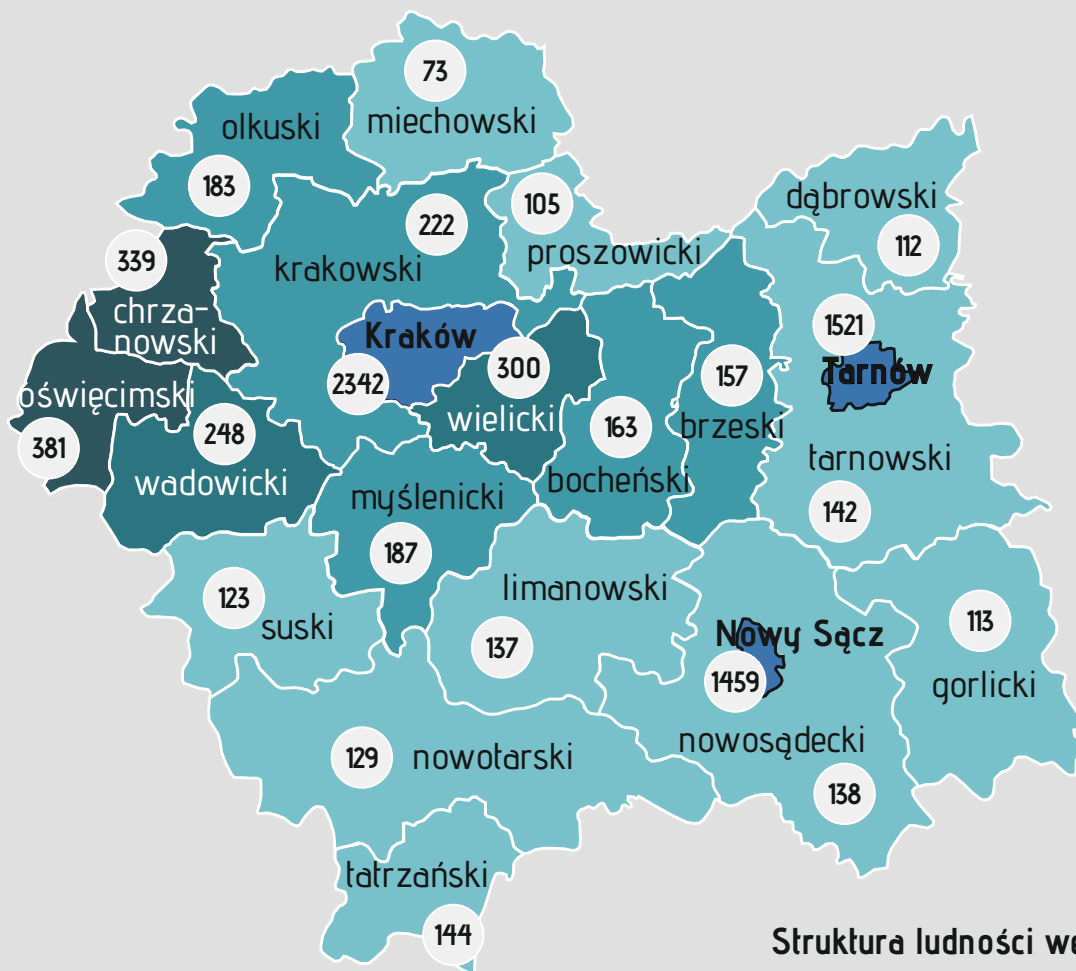 73
miechowski
olkuski
183
105
proszowicki
dąbrowski
112
222
krakowski
339
chrza-
nowski
Kraków
2342
300
wielicki
1521
Tarnów
157
brzeski
oświęcimski
381
248
wadowicki
163
bocheński
tarnowski
142
myślenicki
187
limanowski
137
123
suski
Nowy Sącz
1459
113
gorlicki
nowosądecki
138
129
nowotarski
tatrzański
144
Struktura ludności we